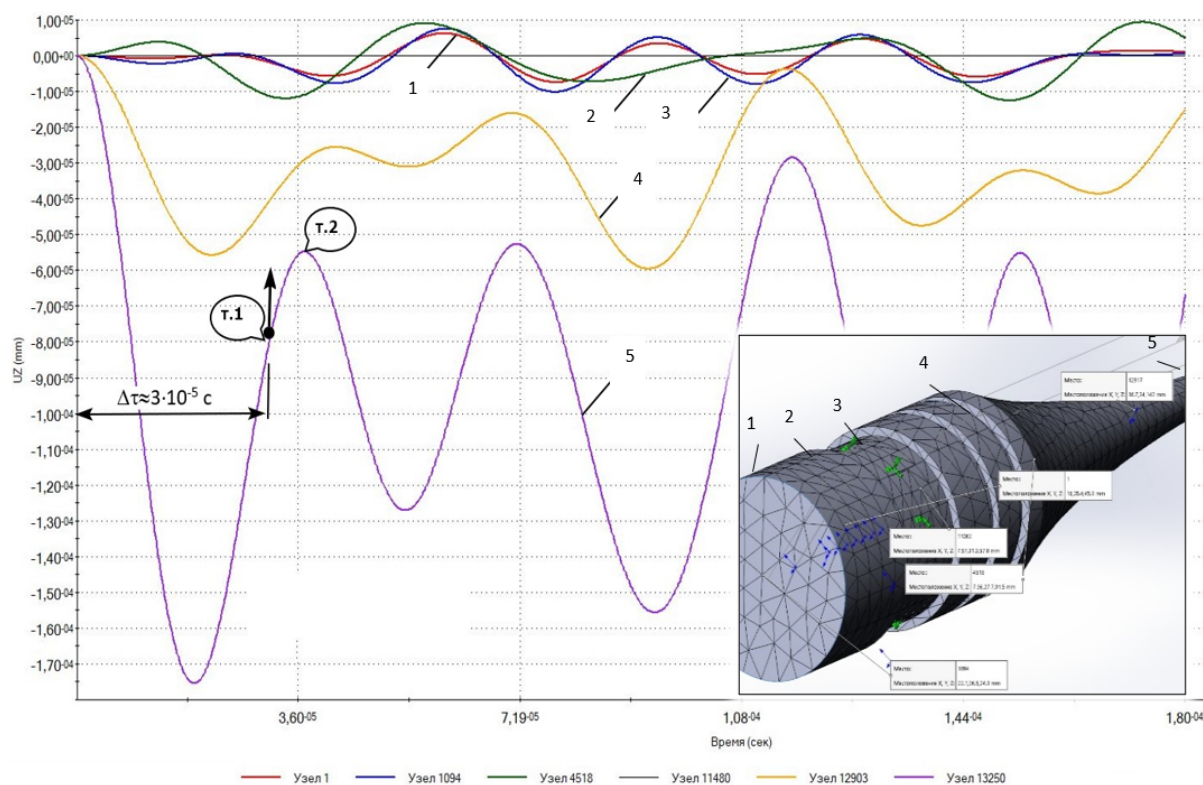 1,00-05
0,00+00
-1,00-05
-2,00-05
-3,00-05
-4,00-05
-5,00-05
-6,00-05
-7,00-05
-8,00-05
-9,00-05
-1,00-04
-1,10-04
-1,20-04
-1,30-04
-1,40-04
-1,50-04
-1,60-04
-1,70-04
UZ (mm)
1
2
3
4
т.2
т.1
5
Δτ≈3·10-5 с
5
4
3
2
1
Место:
Местоположение X, Y, Z:
Место:
1
Местоположение X, Y, Z:
Место:
Местоположение X, Y, Z:
Место:
Местоположение X, Y, Z:
Место:
Местоположение X, Y, Z:
3,60-05
7,19-05
1,08-04
1,44-04
1,80-04
Время (сек)
Узел 1
Узел 1094
Узел 4518
Узел 11480
Узел 12903
Узел 13250